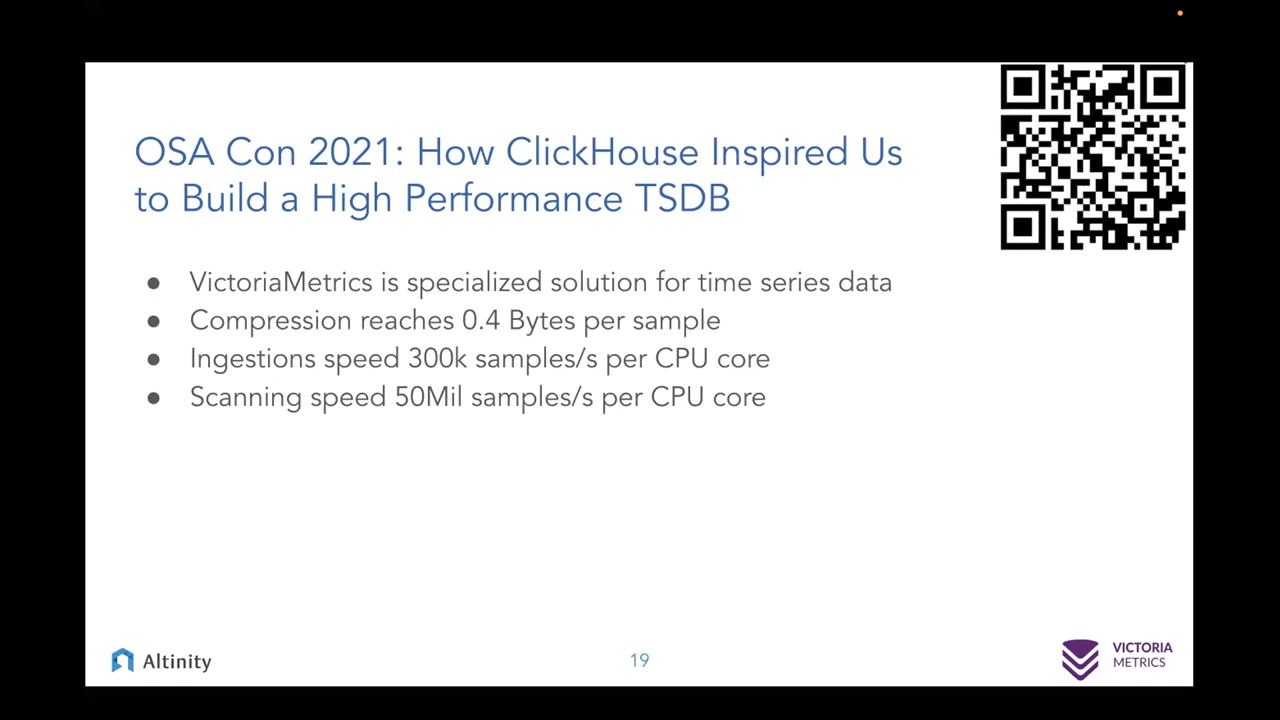 OSA Con 2021: How ClickHouse Inspired Us
to Build a High Performance TSDB
● VictoriaMetrics is specialized solution for time series data
● Compression reaches 0.4 Bytes per sample
● Ingestions speed 300k samples/s per CPU core
● Scanning speed 50Mil samples/s per CPU core
Altinity
19
VICTORIA
METRICS